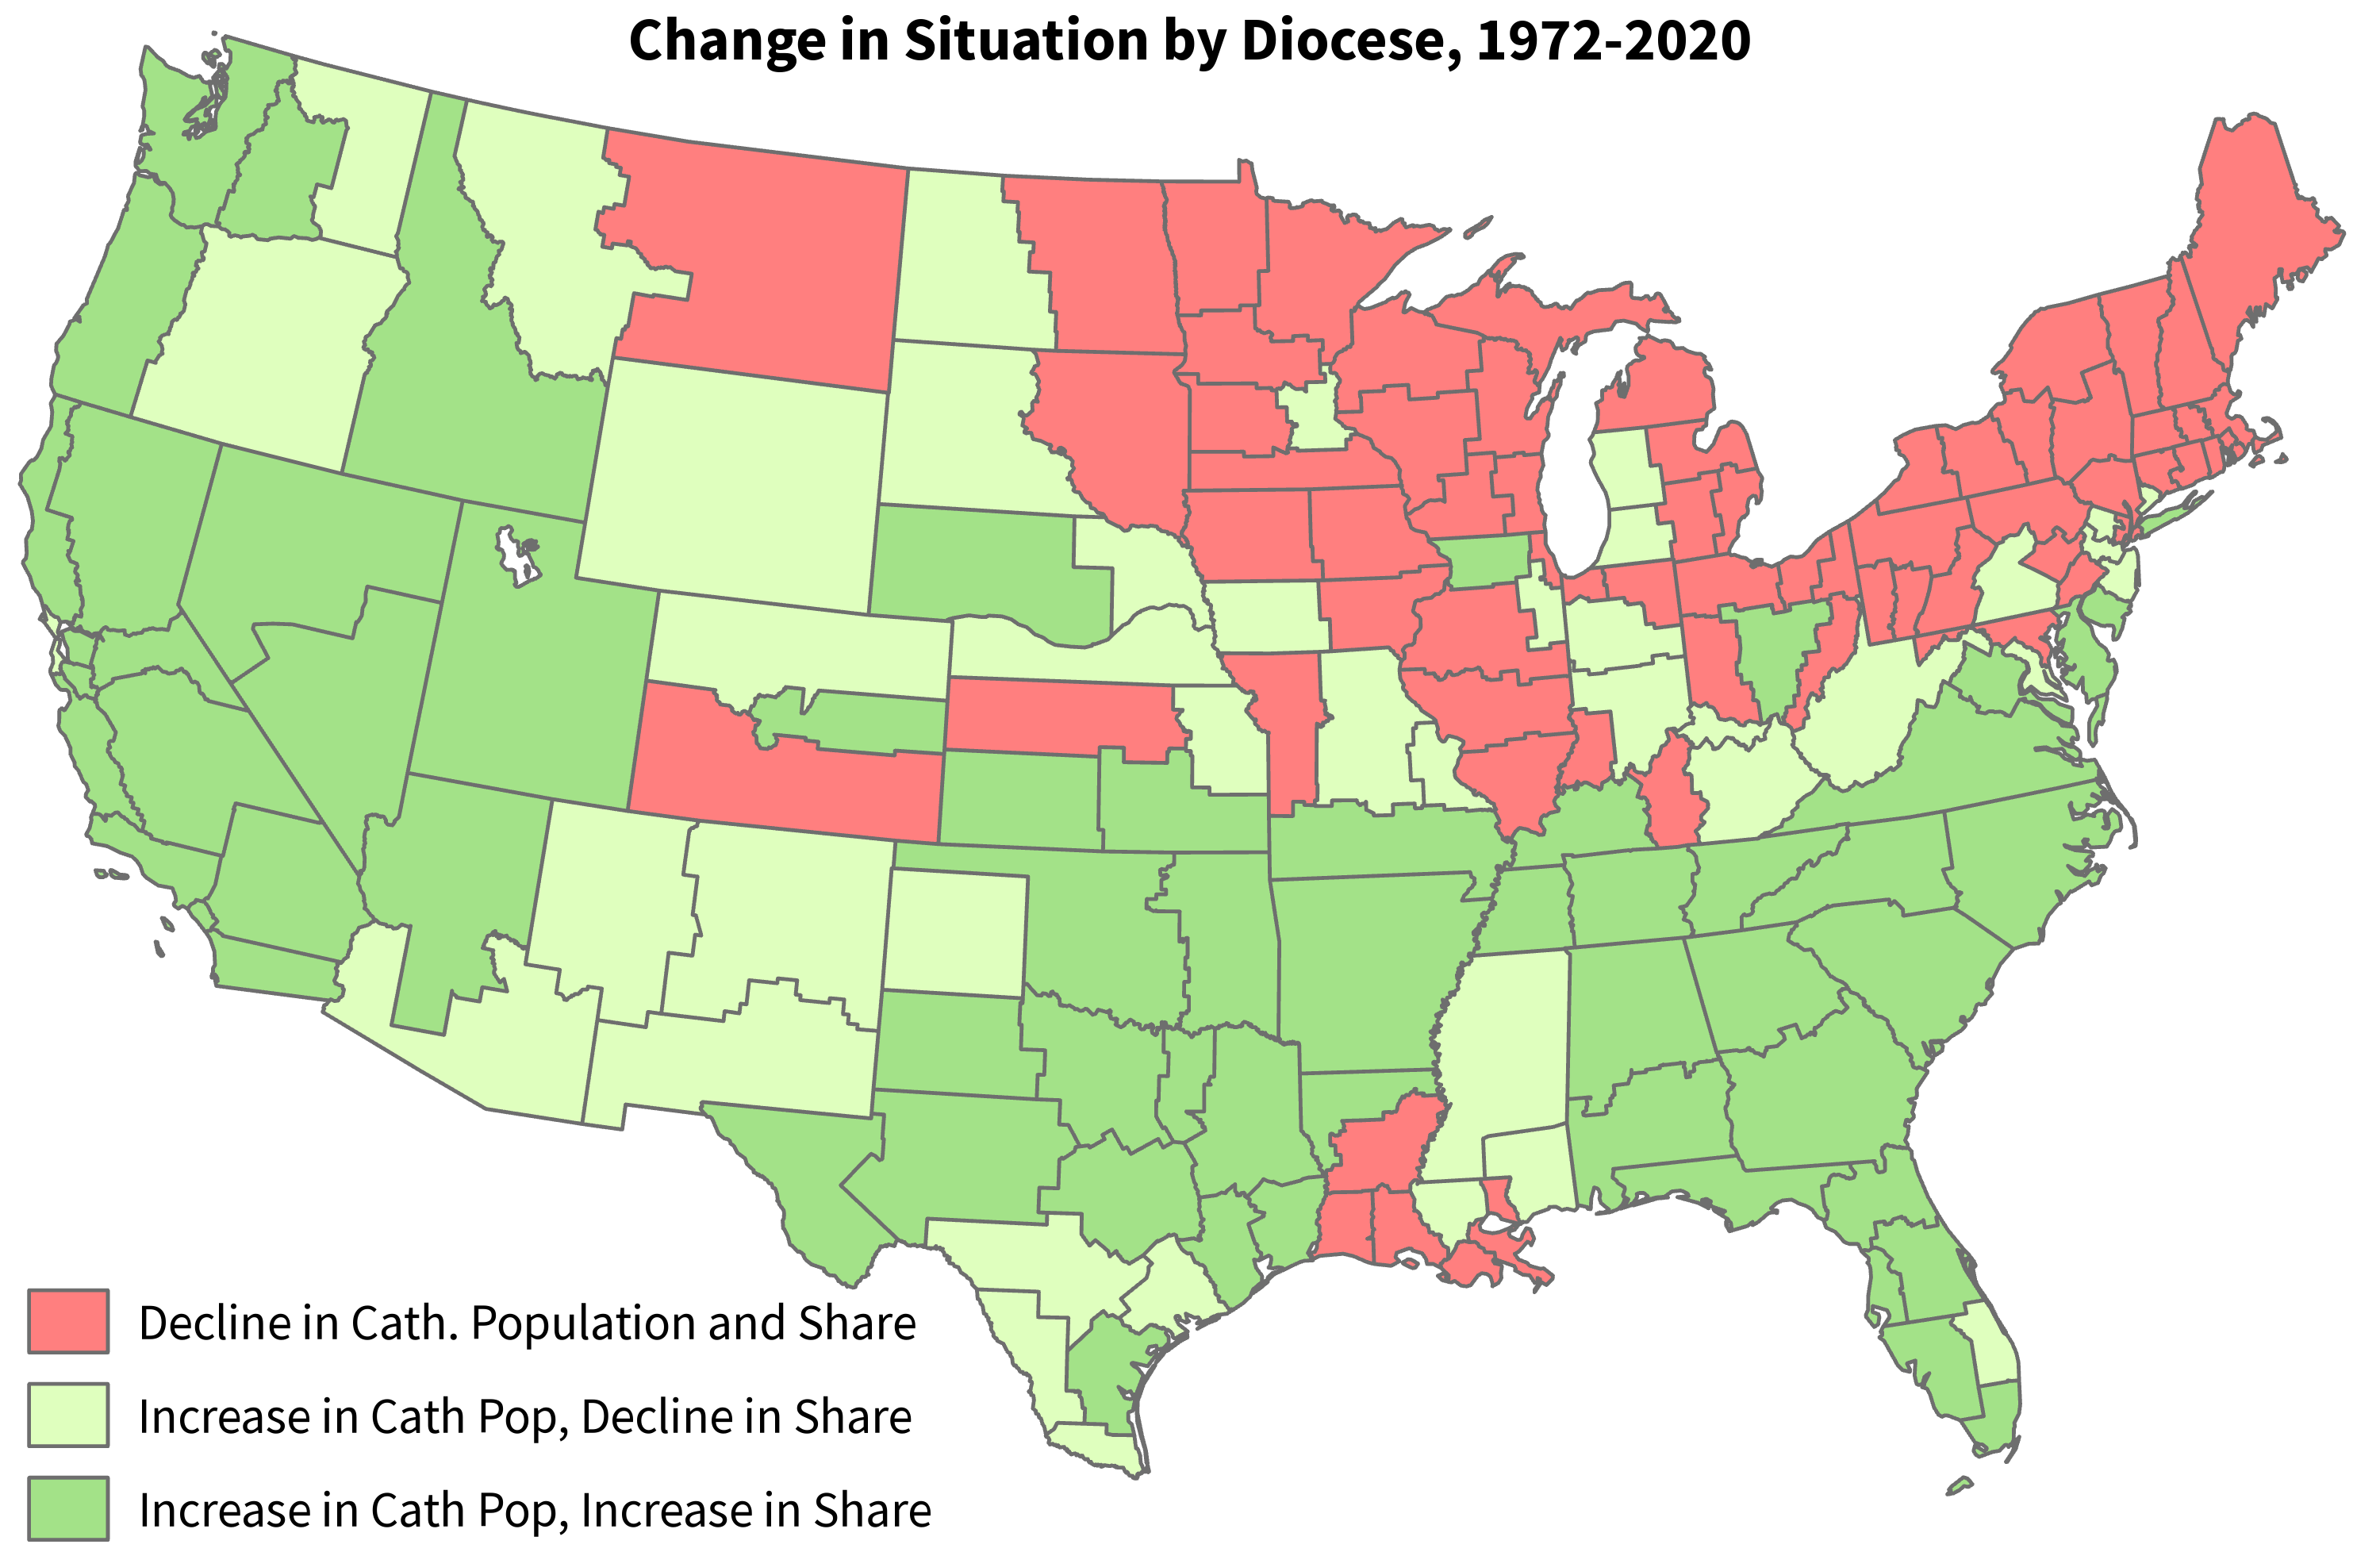 Change in Situation by Diocese, 1972-2020
Decline in Cath. Population and Share
Increase in Cath Pop, Decline in Share
Increase in Cath Pop, Increase in Share